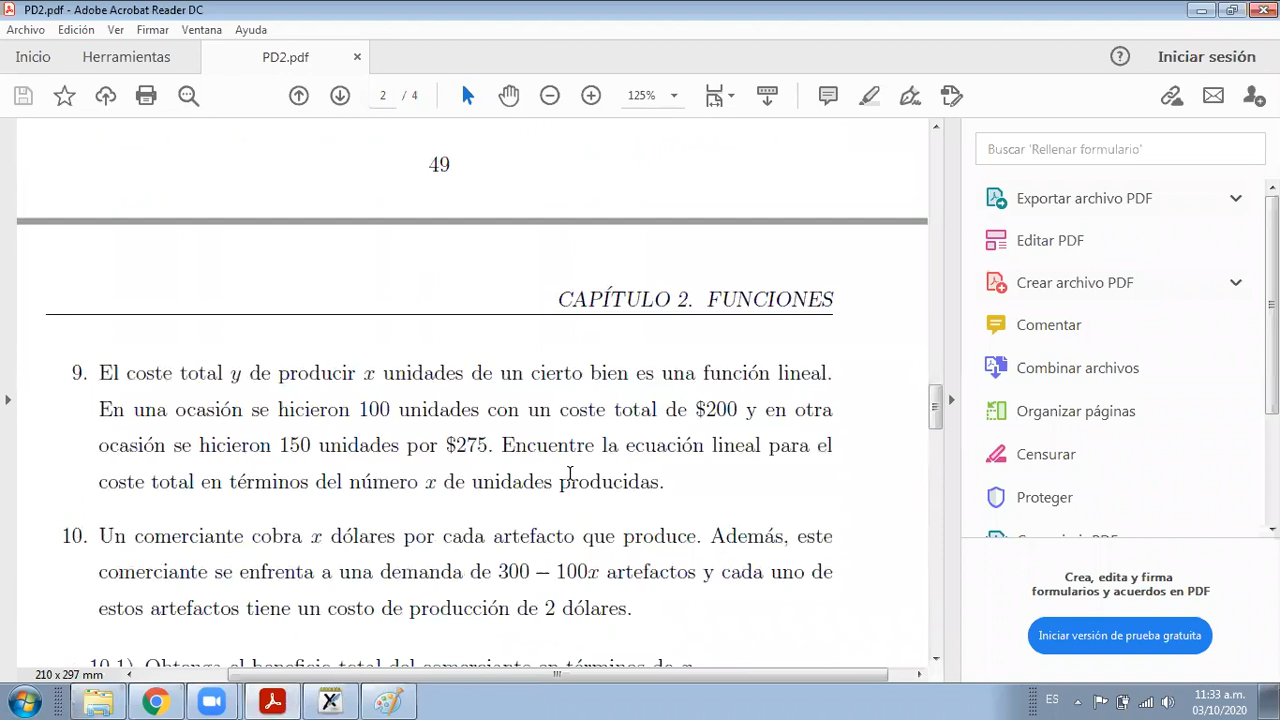 PD2.pdf - Adobe Acrobat Reader DC
Archivo Edición Ver Firmar Ventana Ayuda
Inicio Herramientas PD2.pdf × Iniciar sesión
2 / 4 125%
49
CAPÍTULO 2. FUNCIONES
9. El coste total y de producir x unidades de un cierto bien es una función lineal.
En una ocasión se hicieron 100 unidades con un coste total de $200 y en otra
ocasión se hicieron 150 unidades por $275. Encuentre la ecuación lineal para el
coste total en términos del número x de unidades producidas.
10. Un comerciante cobra x dólares por cada artefacto que produce. Además, este
comerciante se enfrenta a una demanda de 300 − 100x artefactos y cada uno de
estos artefactos tiene un costo de producción de 2 dólares.
10.1) Obtenga el beneficio total del comerciante en términos de x
210 x 297 mm
Buscar 'Rellenar formulario'
Exportar archivo PDF
Editar PDF
Crear archivo PDF
Comentar
Combinar archivos
Organizar páginas
Censurar
Proteger
Crea, edita y firma
formularios y acuerdos en PDF
Iniciar versión de prueba gratuita
ES
11:33 a.m.
03/10/2020